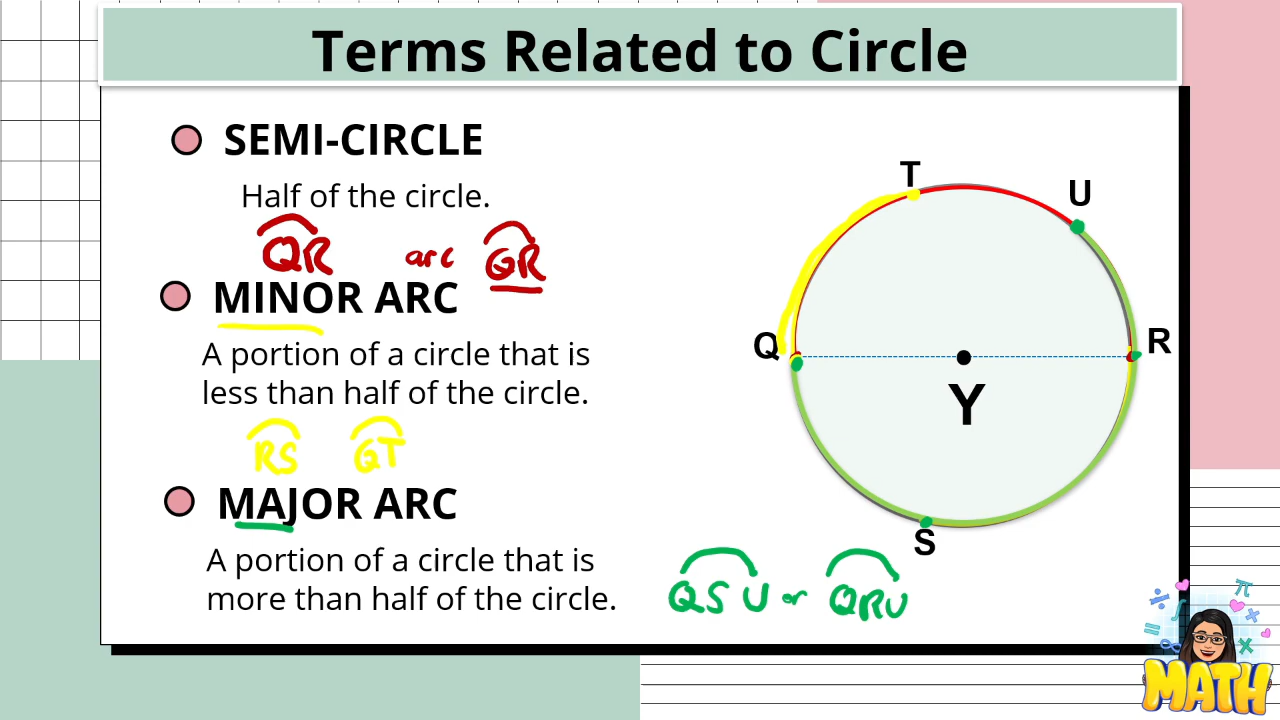 Terms Related to Circle
SEMI-CIRCLE
Half of the circle.
QR arc QR
MINOR ARC
A portion of a circle that is
less than half of the circle.
RS QT
MAJOR ARC
A portion of a circle that is
more than half of the circle.
QSU or QRU
T
U
Q
R
Y
S
÷
π
∫
=
∞
×
MATH